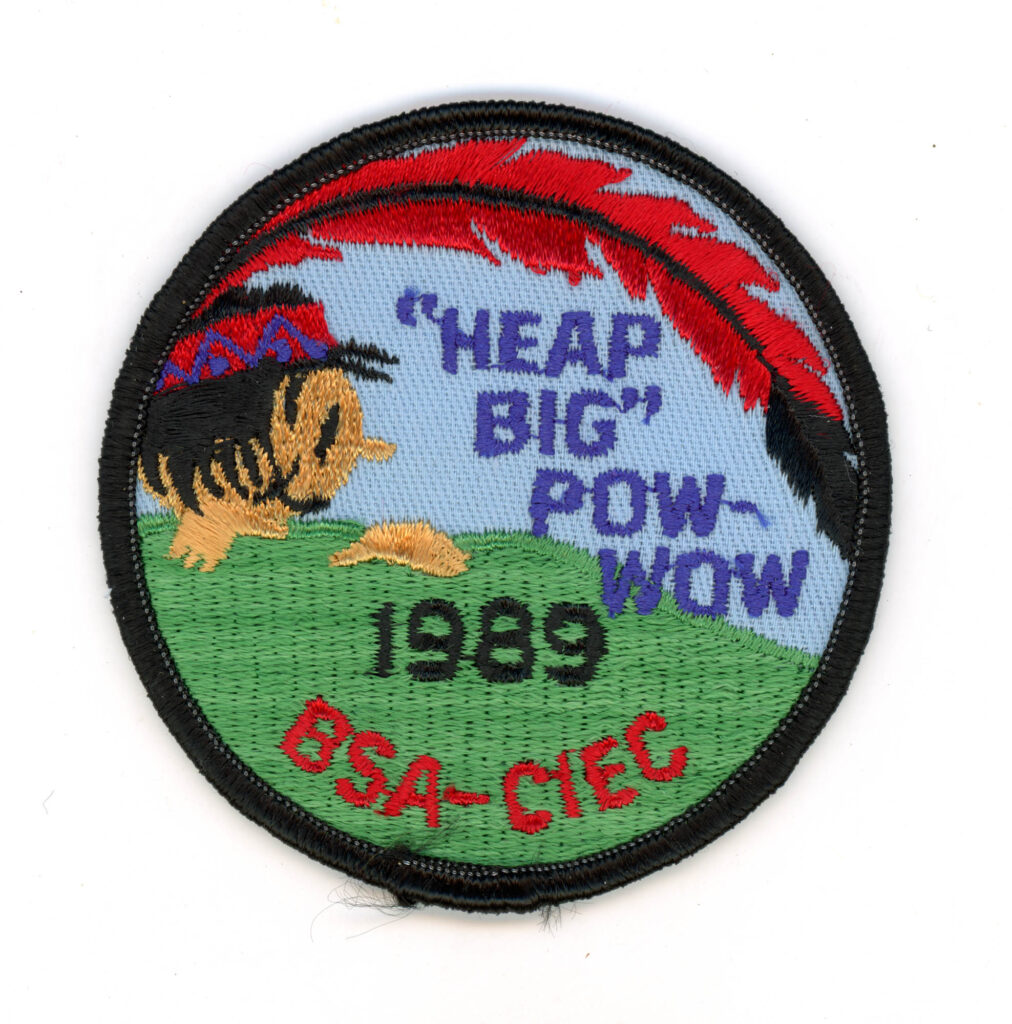 “HEAP
BIG”
POW-
WOW
1989
BSA-CIEC